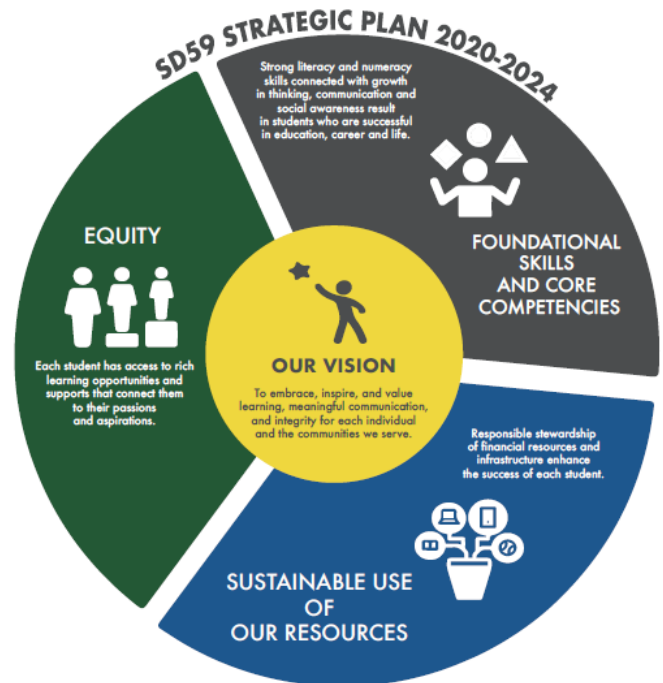 SD59 STRATEGIC PLAN 2020-2024
Strong literacy and numeracy
skills connected with growth
in thinking, communication and
social awareness result
in students who are successful
in education, career and life.
FOUNDATIONAL
SKILLS
AND CORE
COMPETENCIES
EQUITY
Each student has access to rich
learning opportunities and
supports that connect them
to their passions
and aspirations.
OUR VISION
To embrace, inspire, and value
learning, meaningful communication,
and integrity for each individual
and the communities we serve.
Responsible stewardship
of financial resources and
infrastructure enhance
the success of each student.
SUSTAINABLE USE
OF
OUR RESOURCES